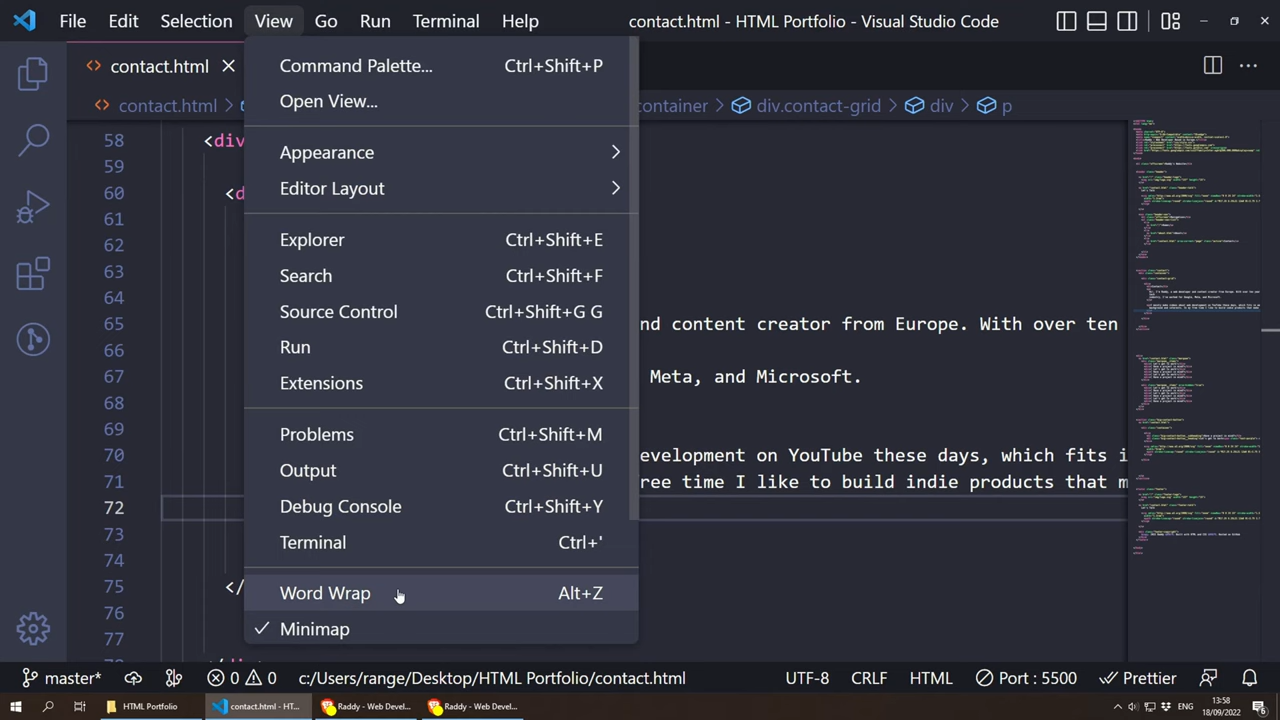 File Edit Selection View Go Run Terminal Help contact.html - HTML Portfolio - Visual Studio Code
contact.html
contact.html container div.contact-grid div p
Command Palette... Ctrl+Shift+P
Open View...
Appearance
Editor Layout
Explorer Ctrl+Shift+E
Search Ctrl+Shift+F
Source Control Ctrl+Shift+G G
Run Ctrl+Shift+D
Extensions Ctrl+Shift+X
Problems Ctrl+Shift+M
Output Ctrl+Shift+U
Debug Console Ctrl+Shift+Y
Terminal Ctrl+'
Word Wrap Alt+Z
Minimap
58 <div
59
60 <d
61
62
63
64
65 nd content creator from Europe. With over ten
66
67 Meta, and Microsoft.
68
69
70 evelopment on YouTube these days, which fits i
71 ree time I like to build indie products that m
72
73
74
75 </
76
77
master* 0 0 c:/Users/range/Desktop/HTML Portfolio/contact.html UTF-8 CRLF HTML Port : 5500 Prettier
HTML Portfolio contact.html - HT... Raddy - Web Devel... Raddy - Web Devel... ENG 13:58
18/09/2022